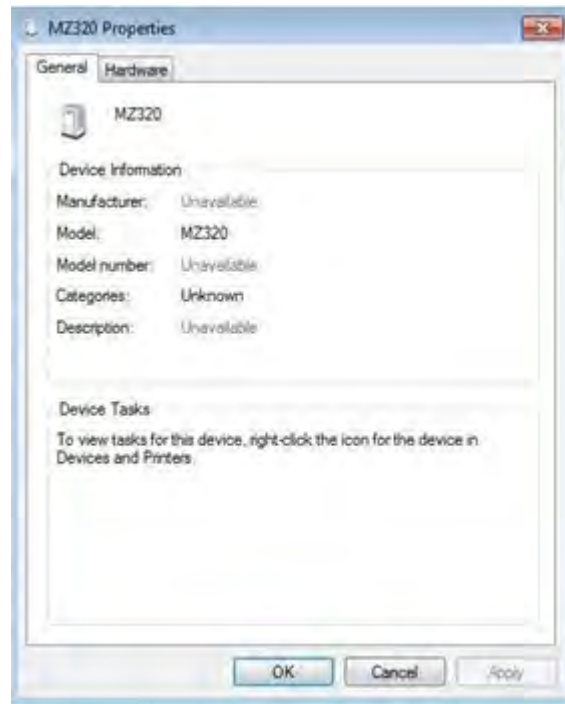 MZ320 Properties
General Hardware
MZ320
Device Information
Manufacturer: Unavailable
Model: MZ320
Model number: Unavailable
Categories: Unknown
Description: Unavailable
Device Tasks
To view tasks for this device, right-click the icon for the device in
Devices and Printers.
OK Cancel Apply